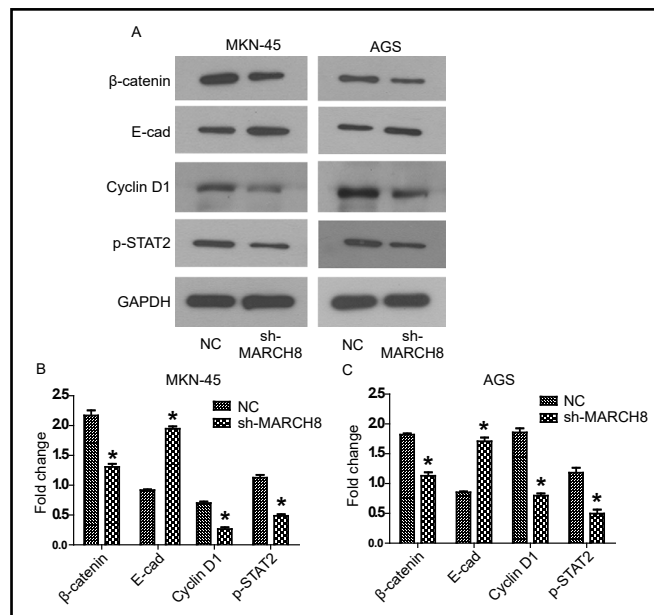 A
MKN-45
AGS
β-catenin
E-cad
Cyclin D1
p-STAT2
GAPDH
NC
sh-
MARCH8
NC
sh-
MARCH8
B
MKN-45
NC
sh-MARCH8
Fold change
2.5
2.0
1.5
1.0
0.5
0.0
*
*
*
*
β-catenin
E-cad
Cyclin D1
p-STAT2
C
AGS
NC
sh-MARCH8
Fold change
2.5
2.0
1.5
1.0
0.5
0.0
*
*
*
*
β-catenin
E-cad
Cyclin D1
p-STAT2